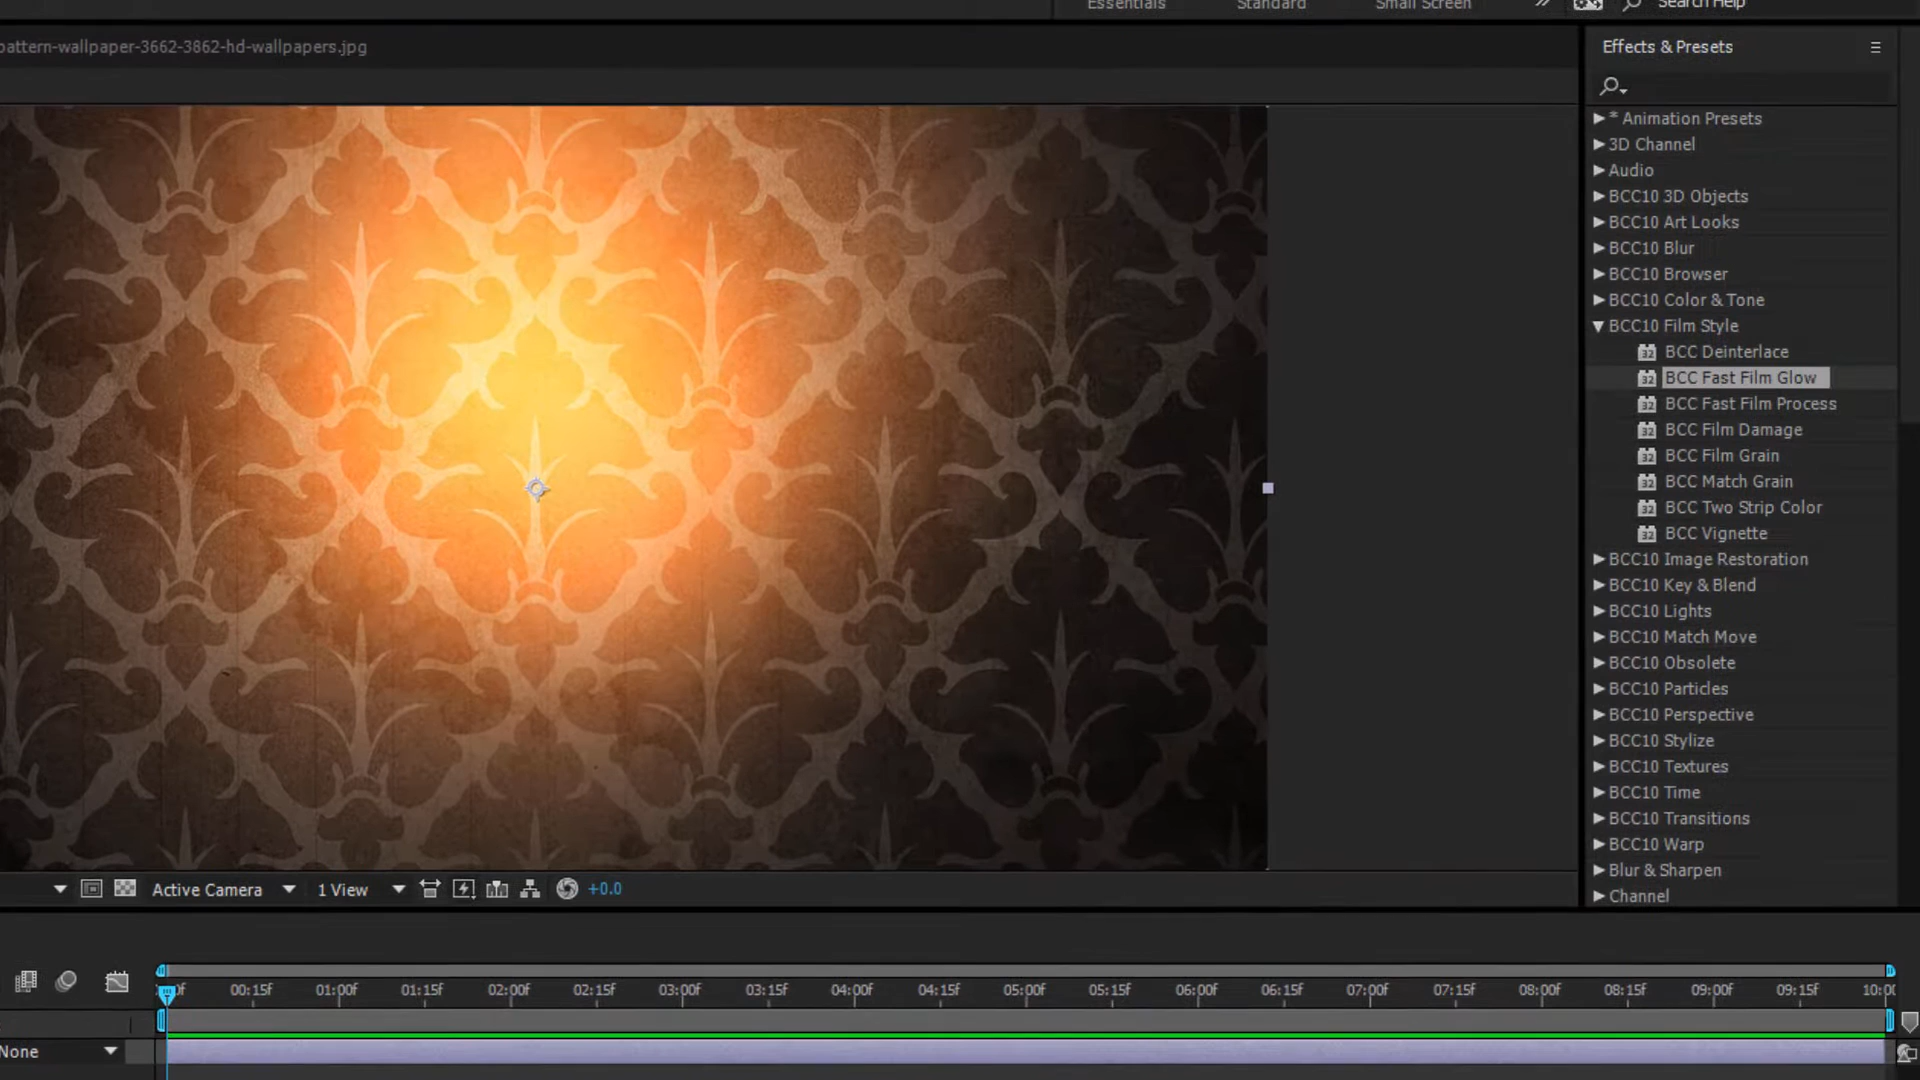 Essentials
Standard
Small Screen
Search Help
pattern-wallpaper-3662-3862-hd-wallpapers.jpg
Effects & Presets
* Animation Presets
3D Channel
Audio
BCC10 3D Objects
BCC10 Art Looks
BCC10 Blur
BCC10 Browser
BCC10 Color & Tone
BCC10 Film Style
BCC Deinterlace
BCC Fast Film Glow
BCC Fast Film Process
BCC Film Damage
BCC Film Grain
BCC Match Grain
BCC Two Strip Color
BCC Vignette
BCC10 Image Restoration
BCC10 Key & Blend
BCC10 Lights
BCC10 Match Move
BCC10 Obsolete
BCC10 Particles
BCC10 Perspective
BCC10 Stylize
BCC10 Textures
BCC10 Time
BCC10 Transitions
BCC10 Warp
Blur & Sharpen
Channel
Active Camera
1 View
+0.0
00:15f 01:00f 01:15f 02:00f 02:15f 03:00f 03:15f 04:00f 04:15f 05:00f 05:15f 06:00f 06:15f 07:00f 07:15f 08:00f 08:15f 09:00f 09:15f 10:00
None